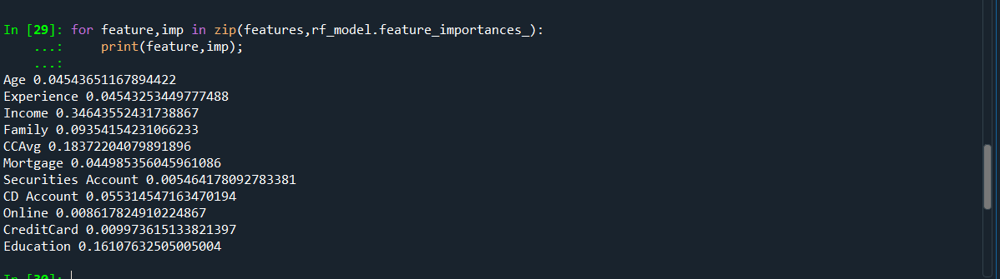 In [29]: for feature,imp in zip(features,rf_model.feature_importances_):
...: print(feature,imp);
...:
Age 0.04543651167894422
Experience 0.04543253449777488
Income 0.34643552431738867
Family 0.09354154231066233
CCAvg 0.18372204079891896
Mortgage 0.044985356045961086
Securities Account 0.005464178092783381
CD Account 0.055314547163470194
Online 0.008617824910224867
CreditCard 0.009973615133821397
Education 0.16107632505005004
In [30]: